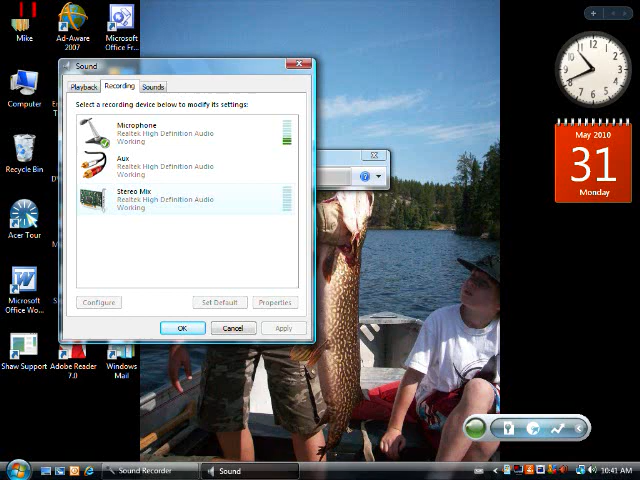 Mike
Ad-Aware
2007
Microsoft
Office Fr...
Computer
Recycle Bin
Acer Tour
Microsoft
Office Wo...
Shaw Support
Adobe Reader
7.0
Windows
Mail
Sound
Playback
Recording
Sounds
Select a recording device below to modify its settings:
Microphone
Realtek High Definition Audio
Working
Aux
Realtek High Definition Audio
Working
Stereo Mix
Realtek High Definition Audio
Working
Configure
Set Default
Properties
OK
Cancel
Apply
May 2010
31
Monday
Sound Recorder
Sound
10:41 AM